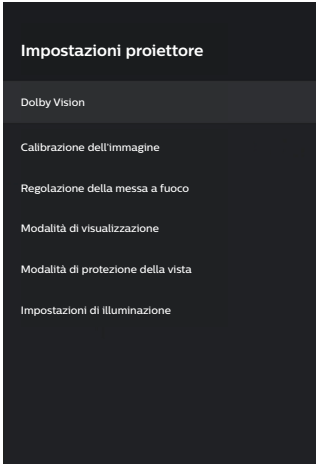 Impostazioni proiettore
Dolby Vision
Calibrazione dell'immagine
Regolazione della messa a fuoco
Modalità di visualizzazione
Modalità di protezione della vista
Impostazioni di illuminazione